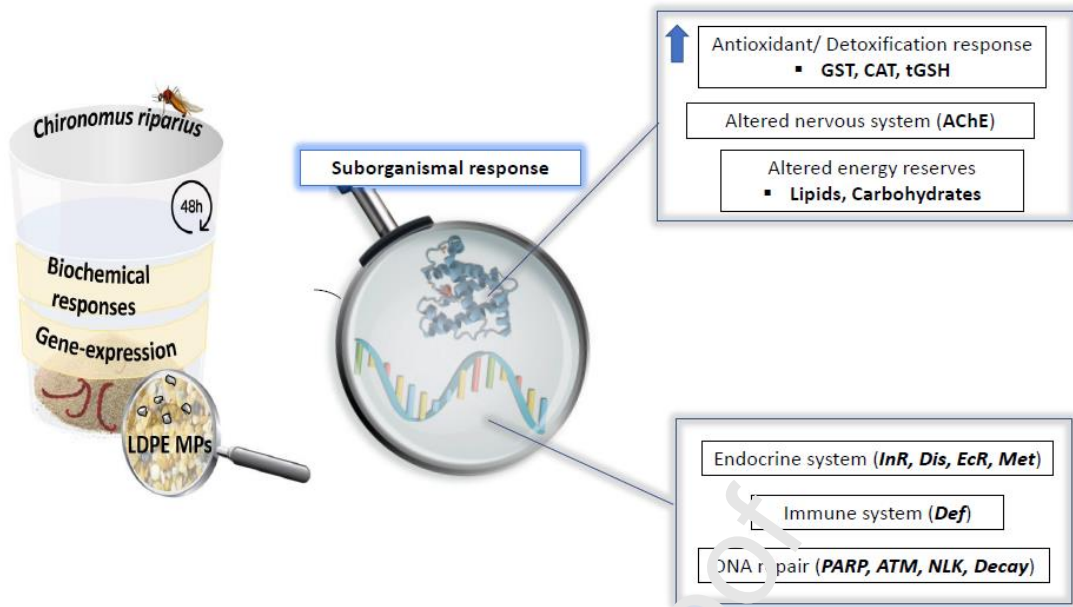 Chironomus riparius
48h
Biochemical
responses
Gene-expression
LDPE MPs
Suborganismal response
Antioxidant/ Detoxification response
▪ GST, CAT, tGSH
Altered nervous system (AChE)
Altered energy reserves
▪ Lipids, Carbohydrates
Endocrine system (InR, Dis, EcR, Met)
Immune system (Def)
DNA repair (PARP, ATM, NLK, Decay)